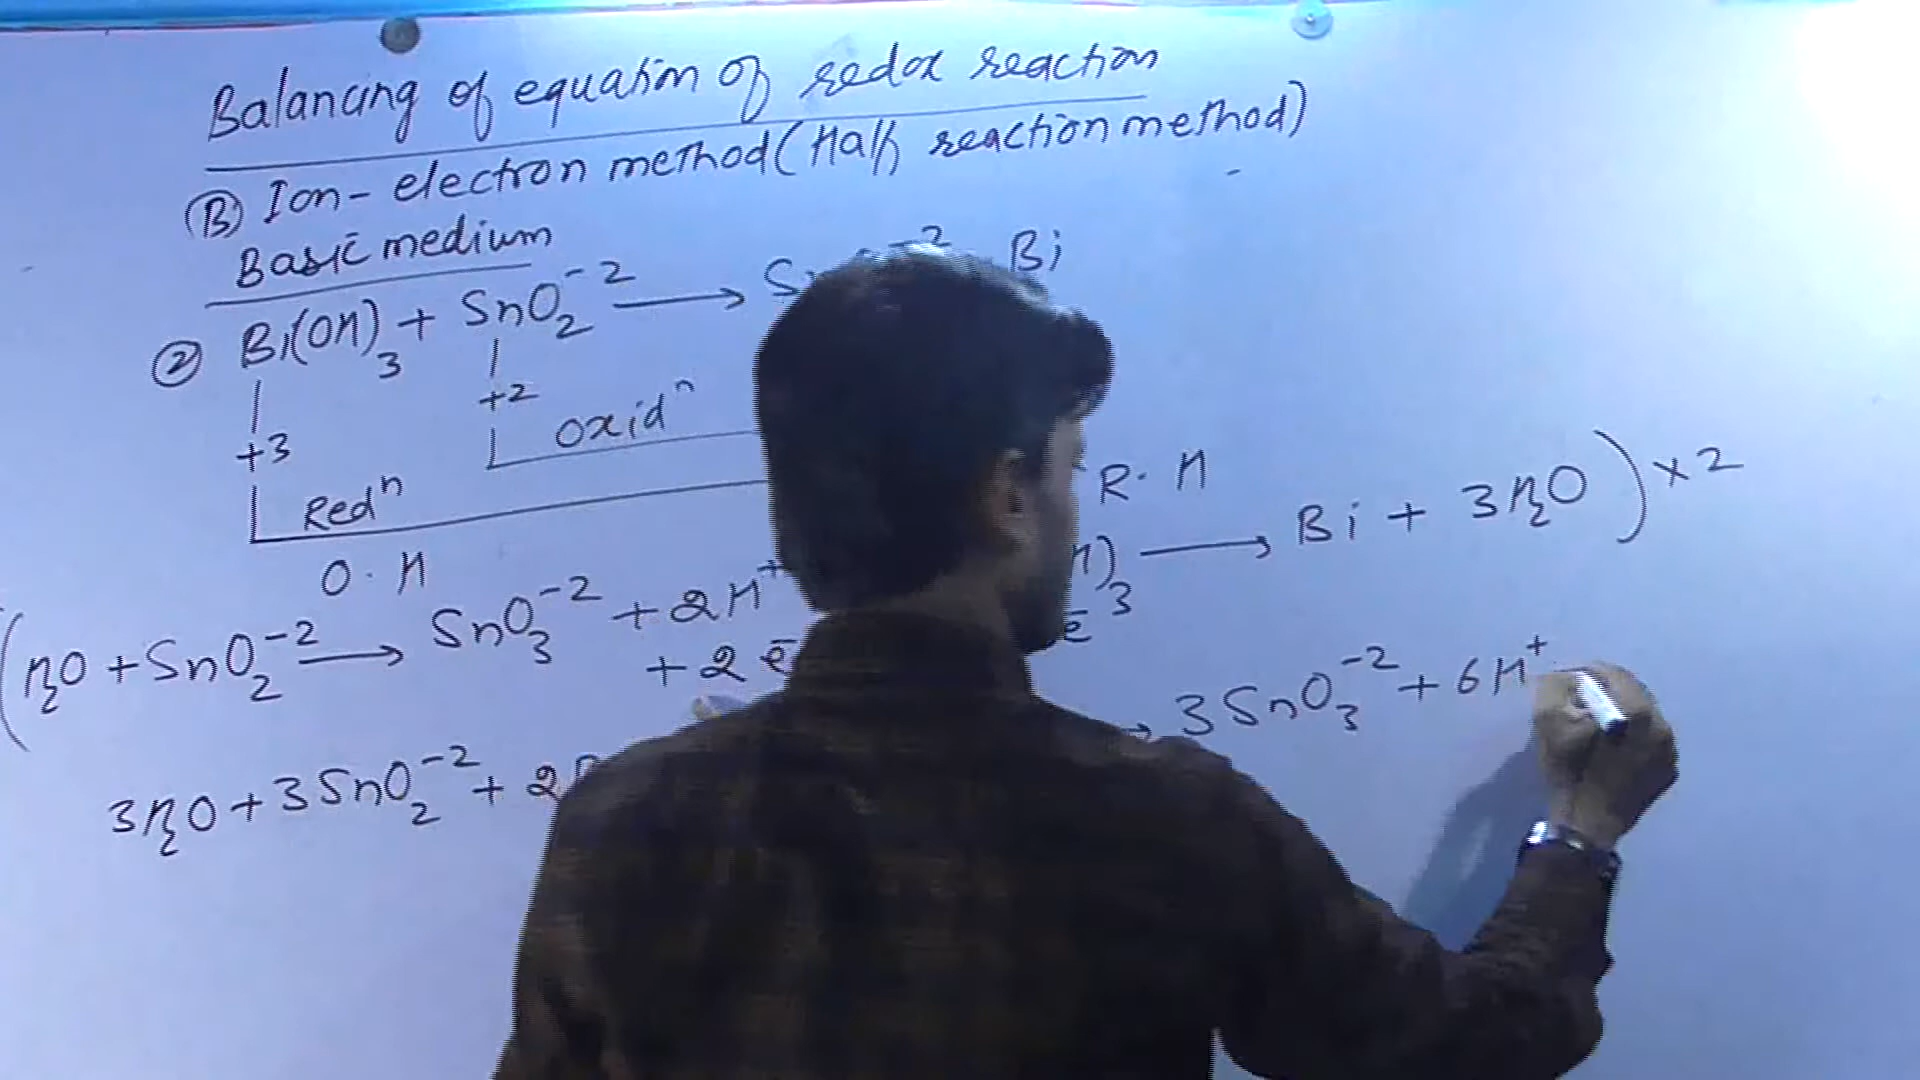 Balancing of equation of redox reaction
(B) Ion-electron method (Half reaction method)
Basic medium
② Bi(OH)₃ + SnO₂⁻² ⟶ Bi
+3 +2
Oxidⁿ
Redⁿ
O.H R.H
(H₂O + SnO₂⁻² ⟶ SnO₃⁻² + 2H⁺
+2e̅
)₃ ⟶ Bi + 3H₂O) × 2
e̅
3H₂O + 3SnO₂⁻² + 2 → 3SnO₃⁻² + 6H⁺